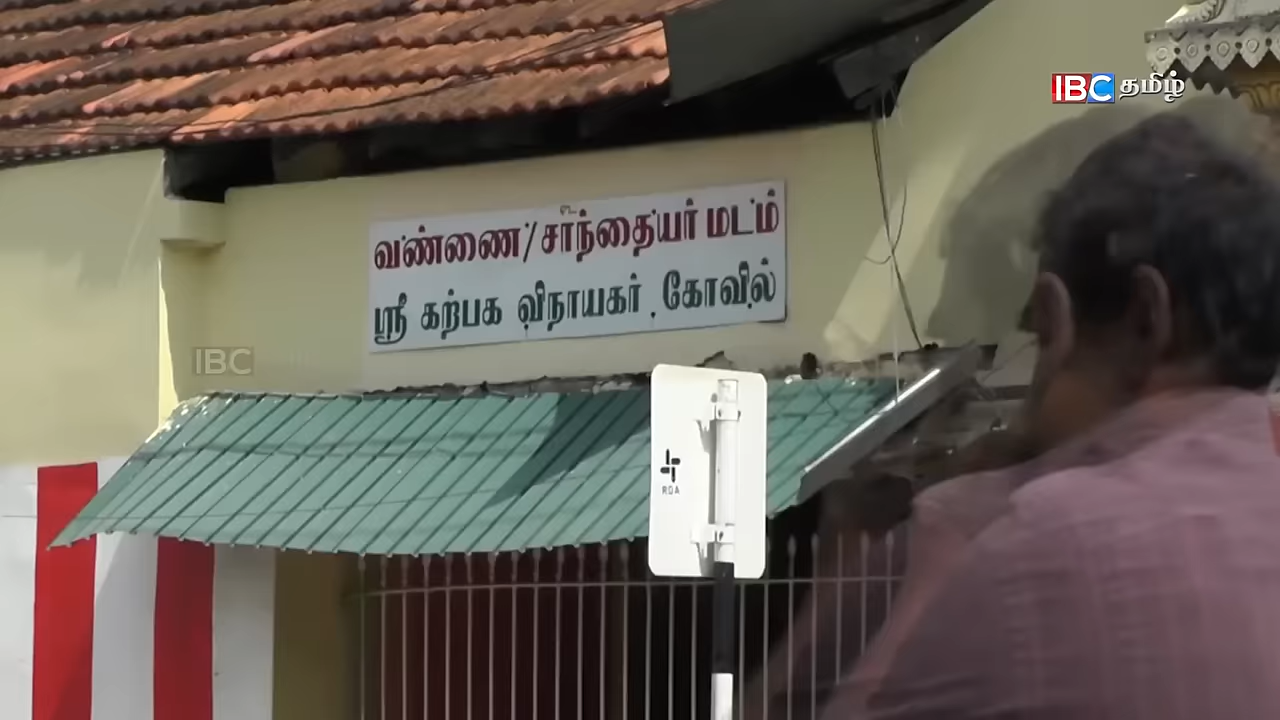 IBC தமிழ்
வண்ணை/சாந்தையர் மடம்
ஸ்ரீ கற்பக விநாயகர் கோவில்
IBC
RDA